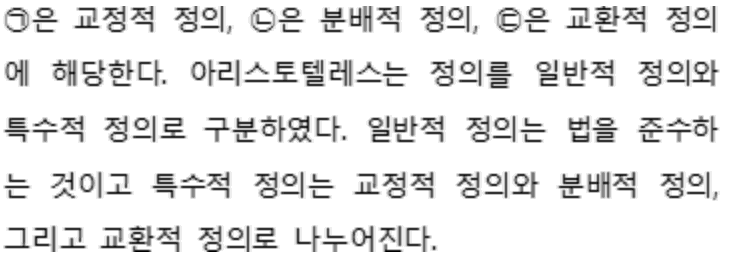 ㉠은 교정적 정의, ㉡은 분배적 정의, ㉢은 교환적 정의
에 해당한다. 아리스토텔레스는 정의를 일반적 정의와
특수적 정의로 구분하였다. 일반적 정의는 법을 준수하
는 것이고 특수적 정의는 교정적 정의와 분배적 정의,
그리고 교환적 정의로 나누어진다.